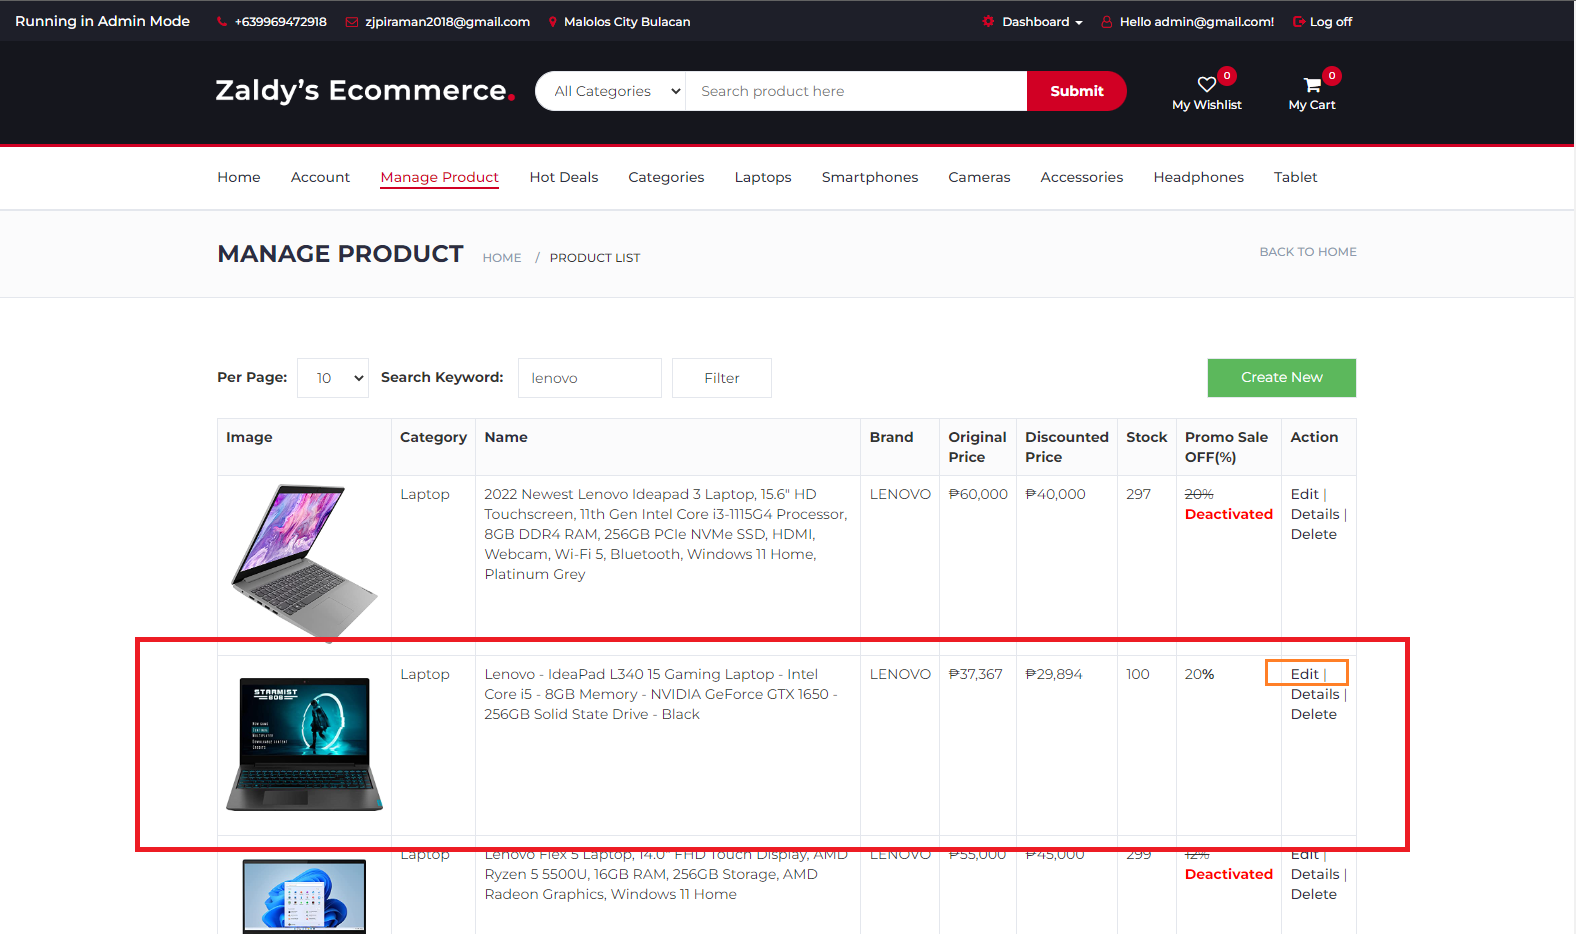 Running in Admin Mode +639969472918 zjpiraman2018@gmail.com Malolos City Bulacan Dashboard Hello admin@gmail.com! Log off
Zaldy's Ecommerce. All Categories Search product here Submit 0 My Wishlist 0 My Cart
Home Account Manage Product Hot Deals Categories Laptops Smartphones Cameras Accessories Headphones Tablet
MANAGE PRODUCT HOME / PRODUCT LIST BACK TO HOME
Per Page: 10 Search Keyword: lenovo Filter Create New
Image Category Name Brand Original Discounted Stock Promo Sale Action
Price Price OFF(%)
Laptop 2022 Newest Lenovo Ideapad 3 Laptop, 15.6" HD LENOVO ₱60,000 ₱40,000 297 20% Edit |
Touchscreen, 11th Gen Intel Core i3-1115G4 Processor, Deactivated Details |
8GB DDR4 RAM, 256GB PCIe NVMe SSD, HDMI, Delete
Webcam, Wi-Fi 5, Bluetooth, Windows 11 Home,
Platinum Grey
Laptop Lenovo - IdeaPad L340 15 Gaming Laptop - Intel LENOVO ₱37,367 ₱29,894 100 20% Edit |
Core i5 - 8GB Memory - NVIDIA GeForce GTX 1650 - Details |
256GB Solid State Drive - Black Delete
STARMIST
Laptop Lenovo Flex 5 Laptop, 14.0" FHD Touch Display, AMD LENOVO ₱55,000 ₱45,000 299 12% Edit |
Ryzen 5 5500U, 16GB RAM, 256GB Storage, AMD Deactivated Details |
Radeon Graphics, Windows 11 Home Delete